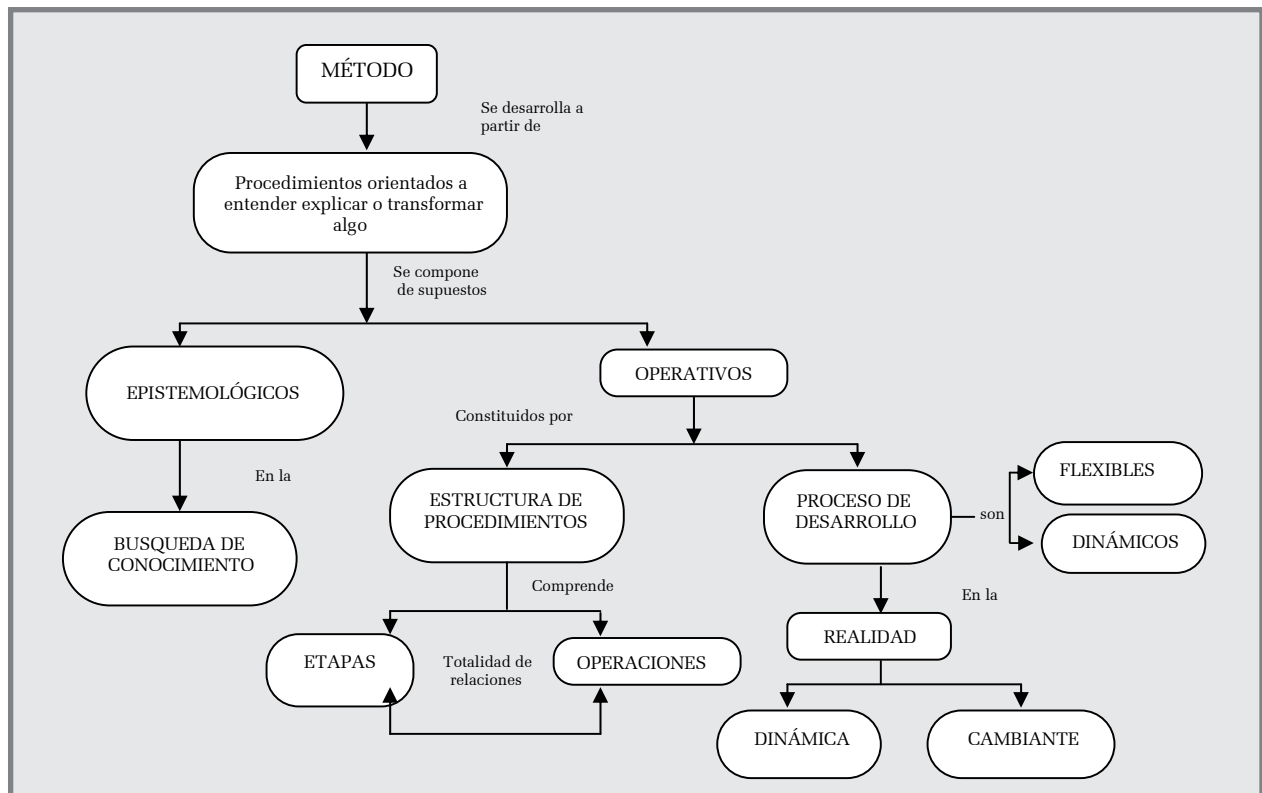 MÉTODO
Se desarrolla a
partir de
Procedimientos orientados a
entender explicar o transformar
algo
Se compone
de supuestos
EPISTEMOLÓGICOS
OPERATIVOS
Constituidos por
En la
BUSQUEDA DE
CONOCIMIENTO
ESTRUCTURA DE
PROCEDIMIENTOS
PROCESO DE
DESARROLLO
son
FLEXIBLES
DINÁMICOS
Comprende
En la
ETAPAS
Totalidad de
relaciones
OPERACIONES
REALIDAD
DINÁMICA
CAMBIANTE